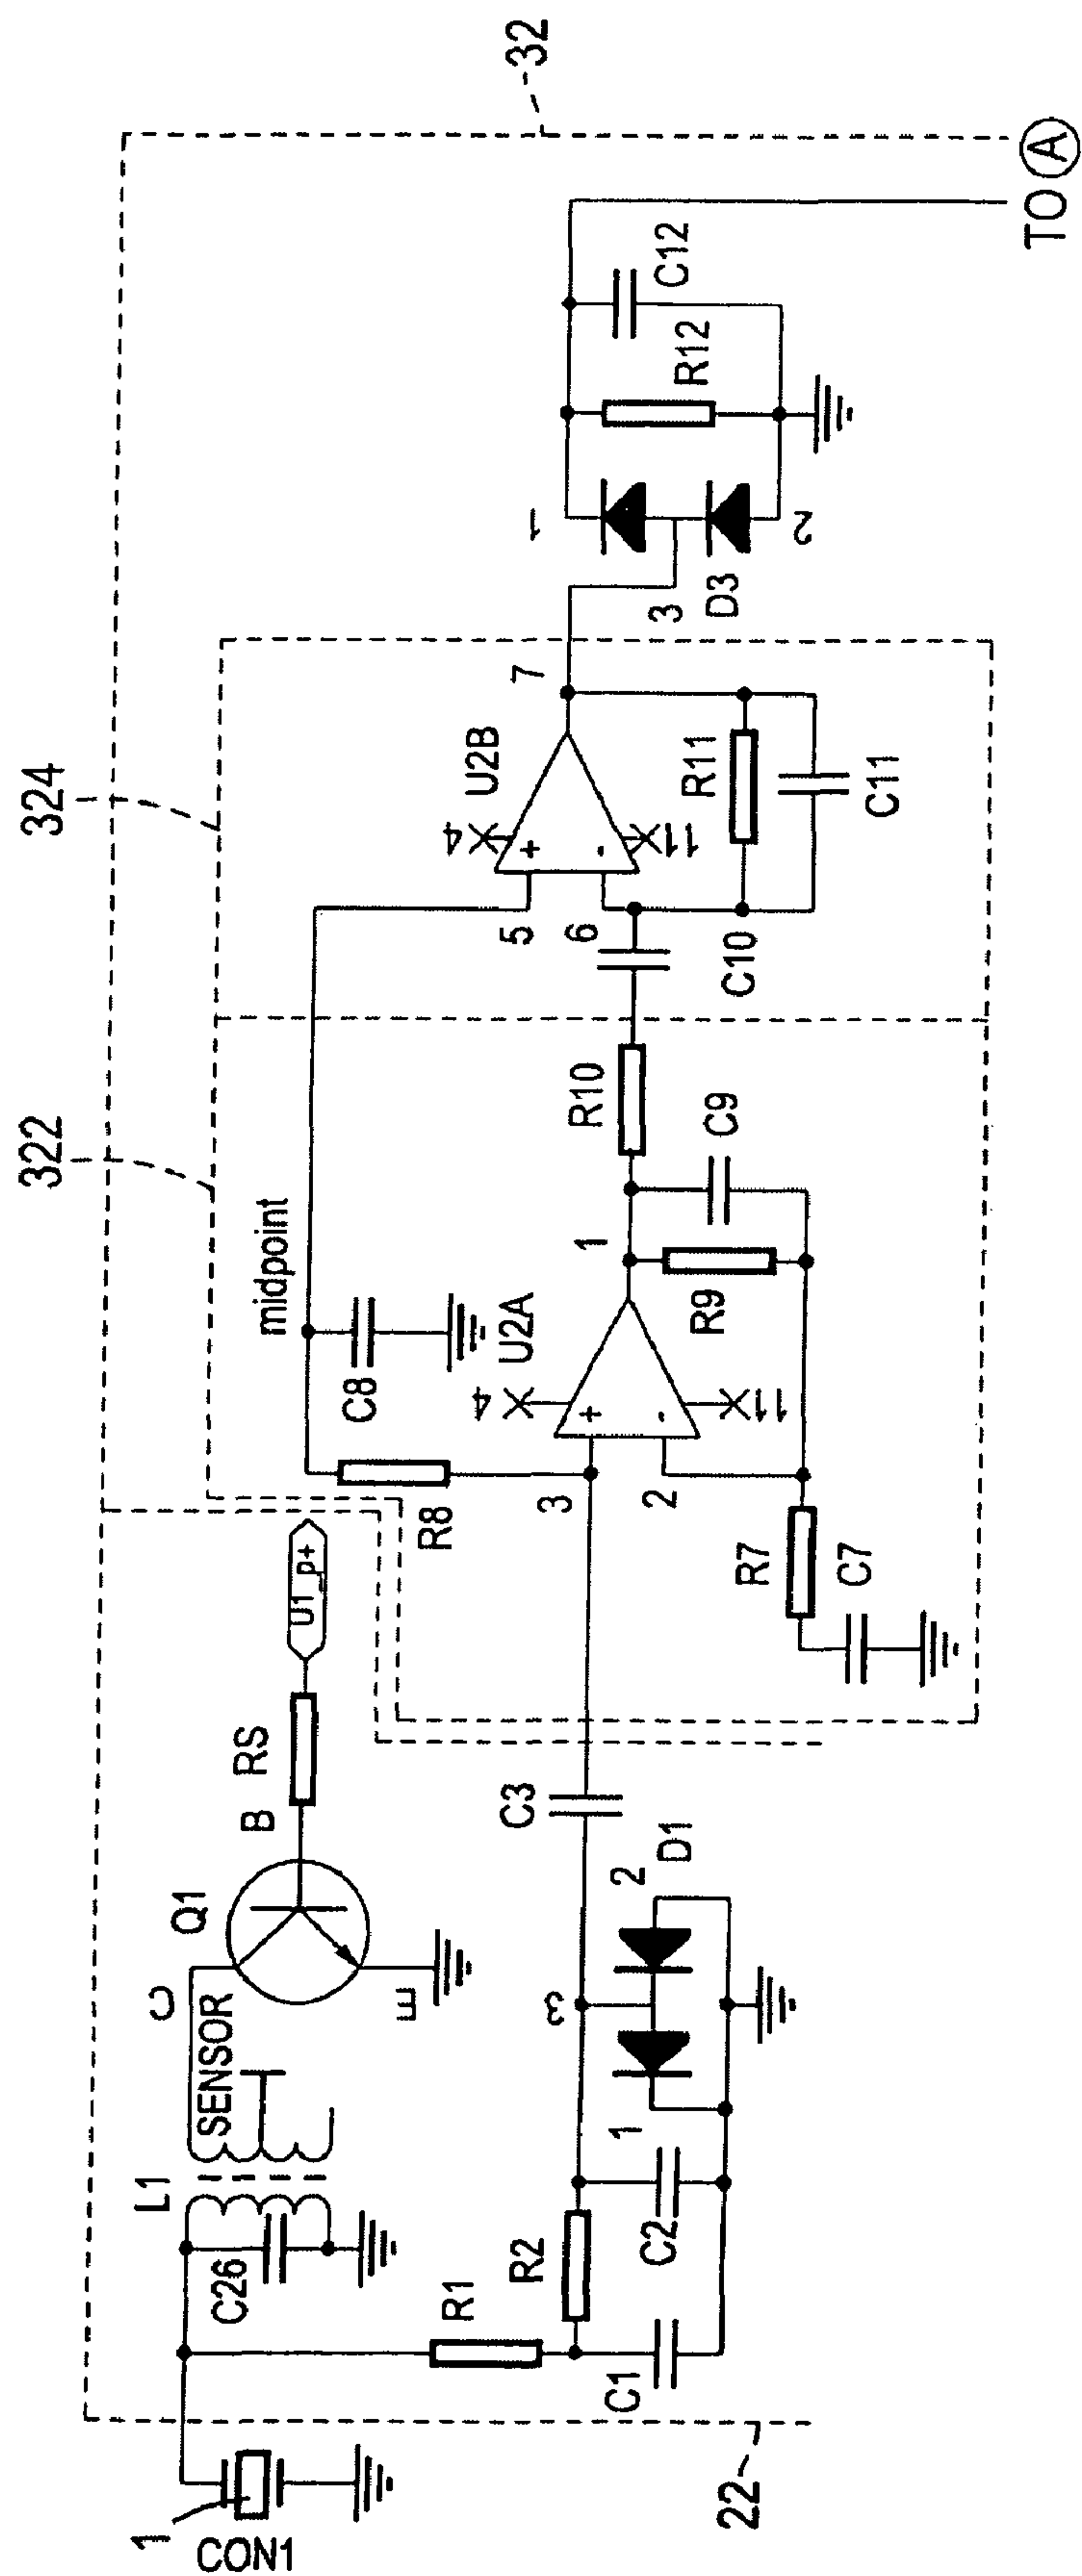 32
324
322
TO A
C12
R12
1
2
3
D3
7
U2B
4
+
-
11
5
6
R11
C11
C10
R10
C9
midpoint
1
C8
U2A
4
+
-
11
R9
R8
3
2
R7
C7
U1_p+
RS
B
Q1
C
E
C3
2
D1
3
1
SENSOR
L1
C26
R1
R2
C2
C1
22
1
CON1